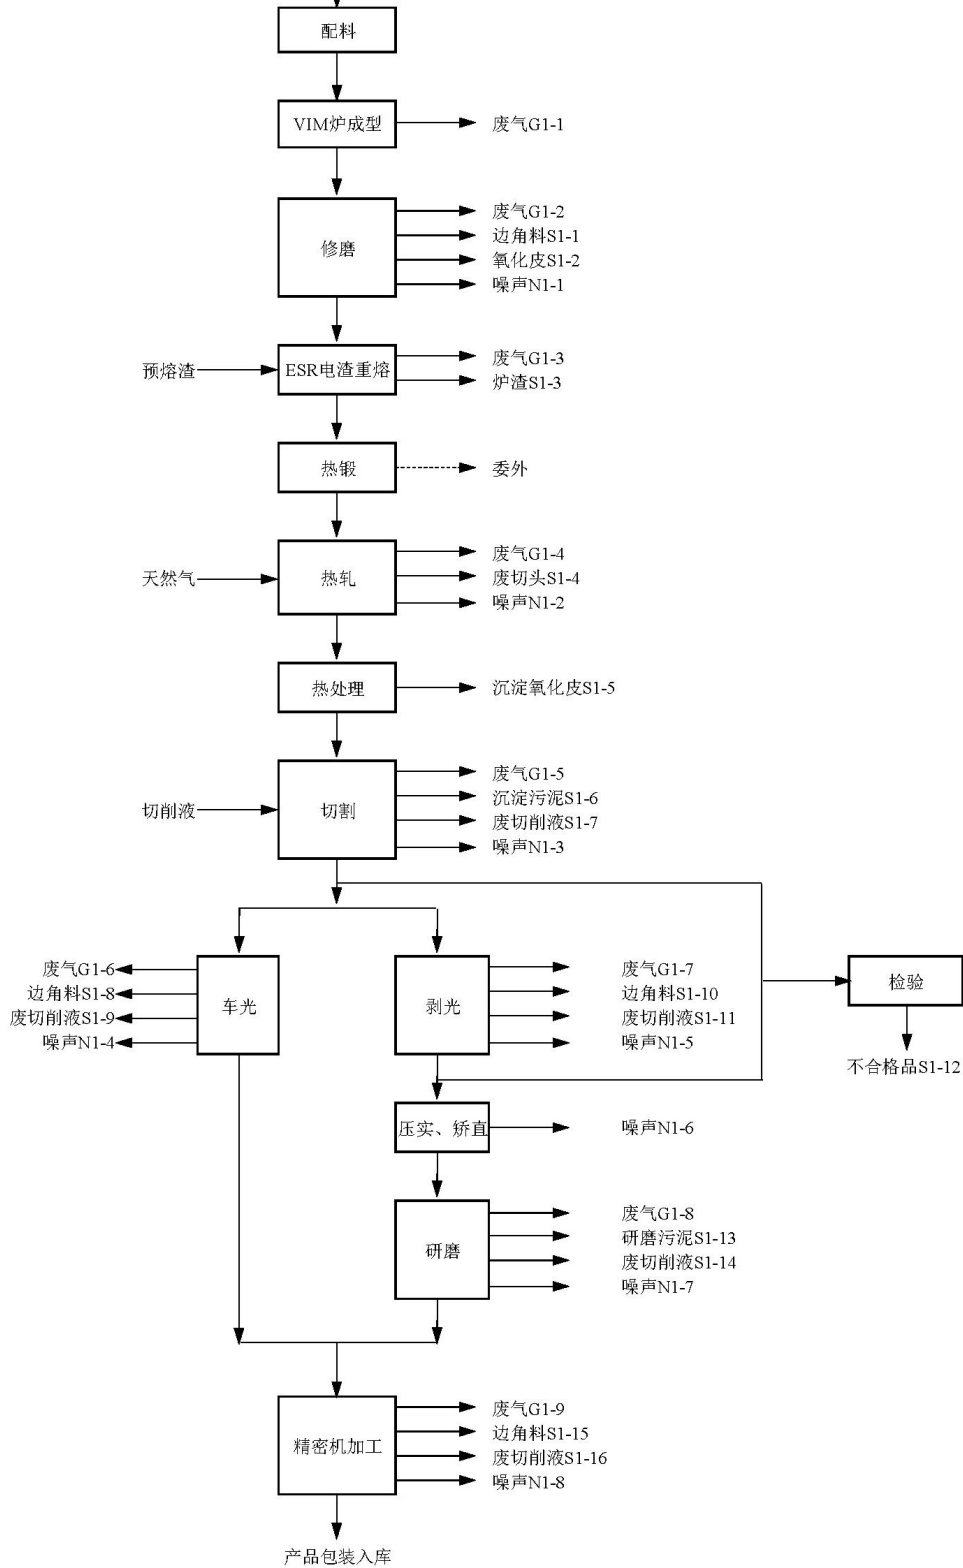 配料
VIM炉成型
废气G1-1
修磨
废气G1-2
边角料S1-1
氧化皮S1-2
噪声N1-1
预熔渣
ESR电渣重熔
废气G1-3
炉渣S1-3
热锻
委外
天然气
热轧
废气G1-4
废切头S1-4
噪声N1-2
热处理
沉淀氧化皮S1-5
切削液
切割
废气G1-5
沉淀污泥S1-6
废切削液S1-7
噪声N1-3
废气G1-6
边角料S1-8
废切削液S1-9
噪声N1-4
车光
剥光
废气G1-7
边角料S1-10
废切削液S1-11
噪声N1-5
检验
不合格品S1-12
压实、矫直
噪声N1-6
研磨
废气G1-8
研磨污泥S1-13
废切削液S1-14
噪声N1-7
精密机加工
废气G1-9
边角料S1-15
废切削液S1-16
噪声N1-8
产品包装入库